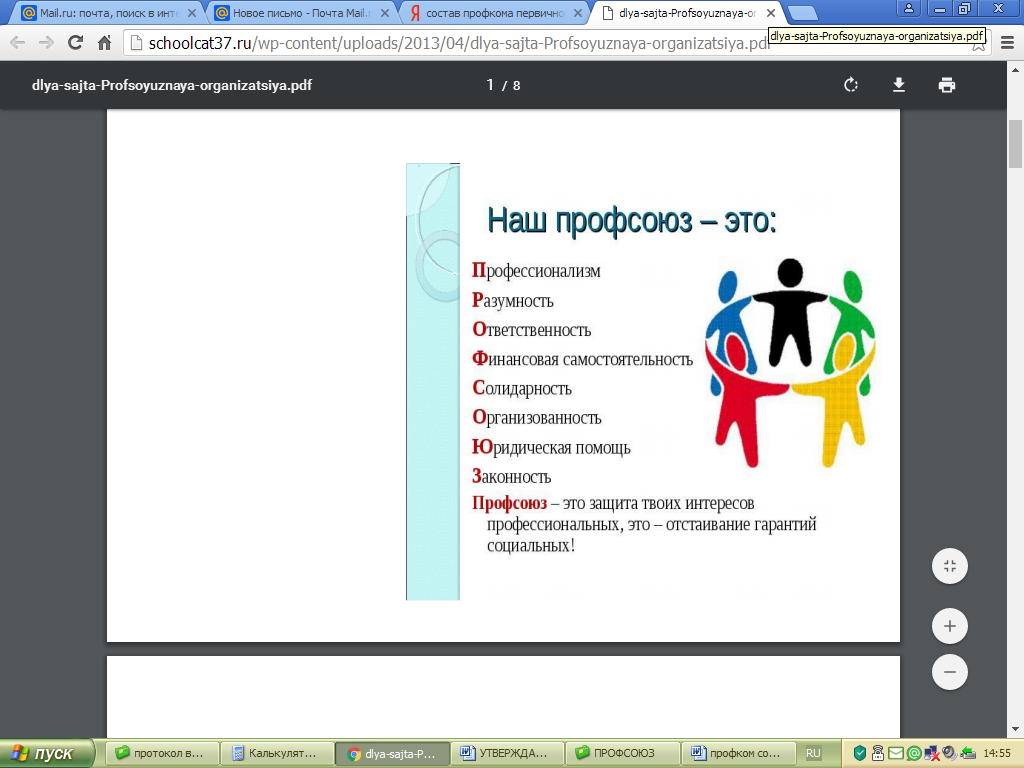 Mail.ru: почта, поиск в инте
Новое письмо - Почта Mail.
состав профкома первично
dlya-sajta-Profsoyuznaya-or
schoolcat37.ru/wp-content/uploads/2013/04/dlya-sajta-Profsoyuznaya-organizatsiya.pdf
dlya-sajta-Profsoyuznaya-organizatsiya.pdf
dlya-sajta-Profsoyuznaya-organizatsiya.pdf
1 / 8
Наш профсоюз – это:
Профессионализм
Разумность
Ответственность
Финансовая самостоятельность
Солидарность
Организованность
Юридическая помощь
Законность
Профсоюз – это защита твоих интересов
профессиональных, это – отстаивание гарантий
социальных!
пуск
протокол в...
Калькулят...
dlya-sajta-P...
УТВЕРЖДА...
ПРОФСОЮЗ
профком со...
RU
14:55